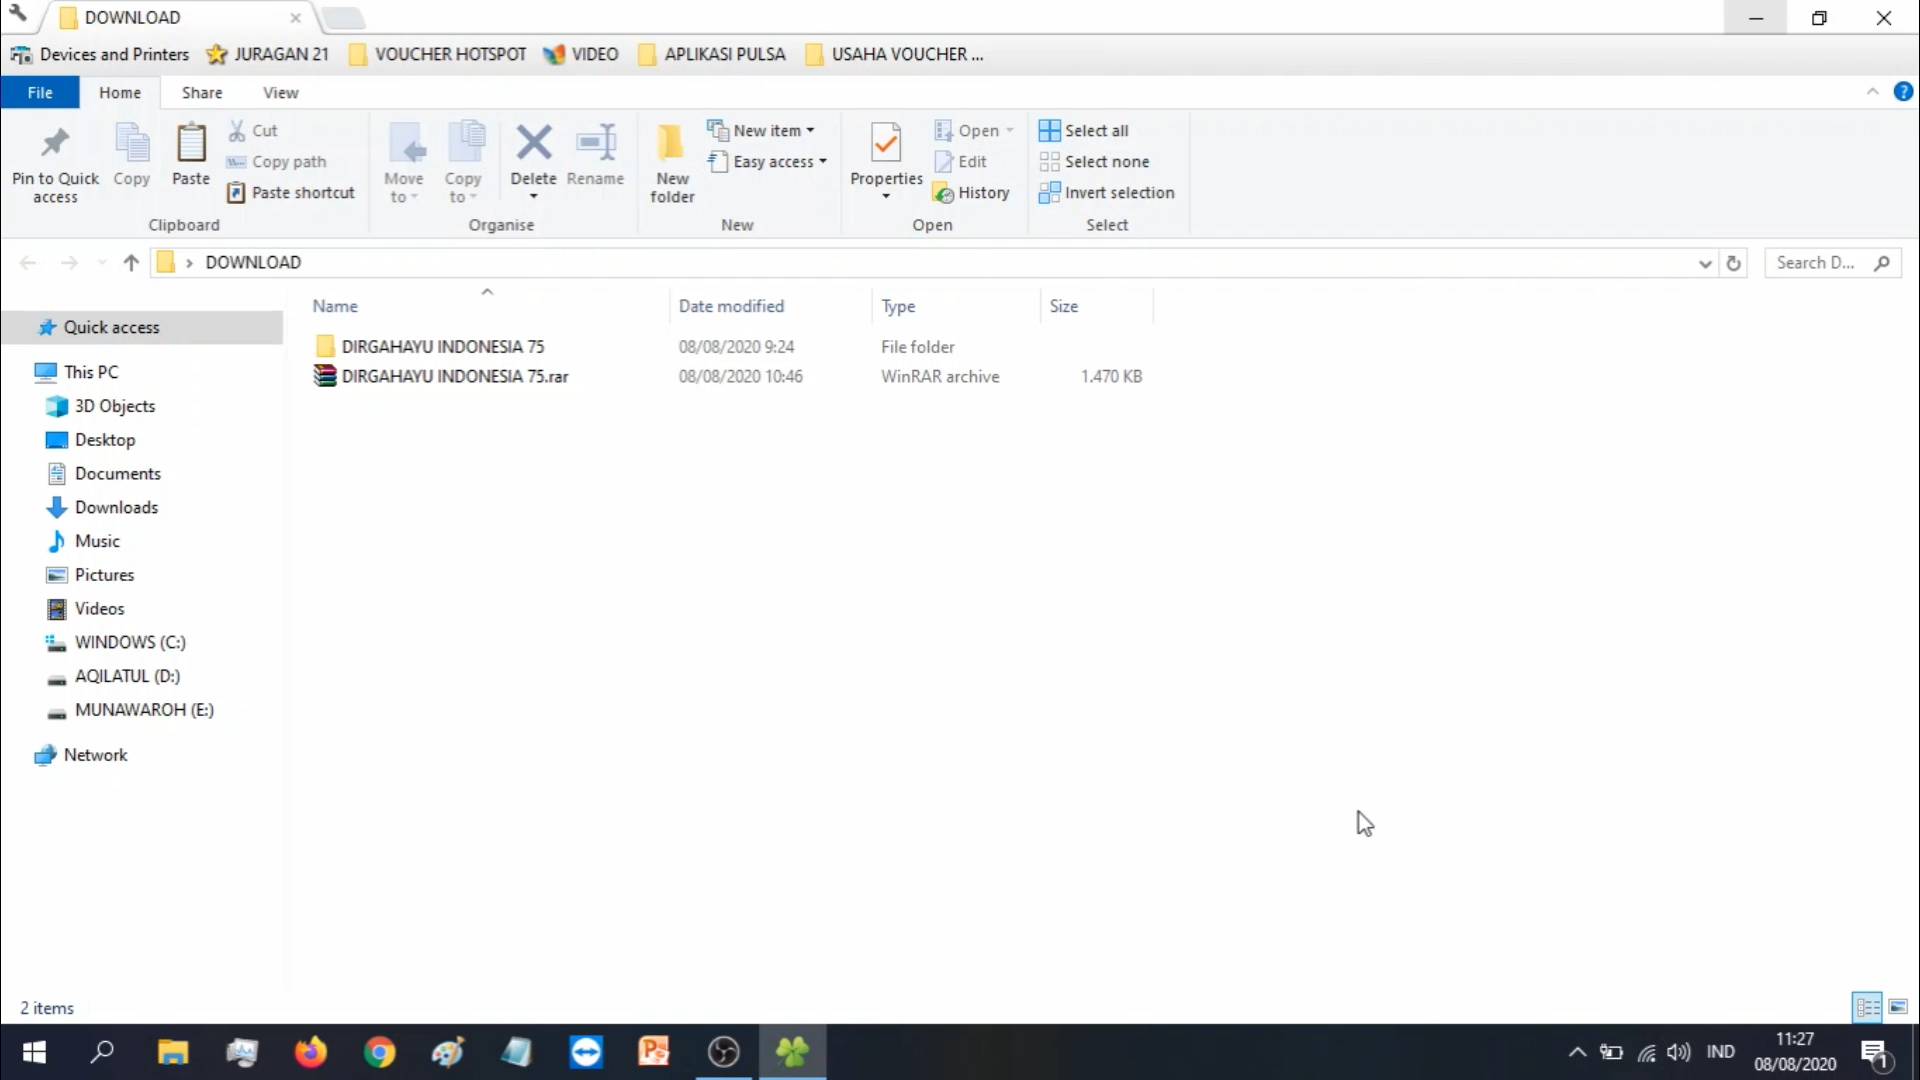 DOWNLOAD
Devices and Printers JURAGAN 21 VOUCHER HOTSPOT VIDEO APLIKASI PULSA USAHA VOUCHER ...
File Home Share View
Pin to Quick access
Copy
Paste
Cut
Copy path
Paste shortcut
Clipboard
Move to
Copy to
Delete
Rename
Organise
New folder
New item
Easy access
New
Properties
Open
Edit
History
Open
Select all
Select none
Invert selection
Select
DOWNLOAD
Search D...
Name Date modified Type Size
DIRGAHAYU INDONESIA 75 08/08/2020 9:24 File folder
DIRGAHAYU INDONESIA 75.rar 08/08/2020 10:46 WinRAR archive 1.470 KB
Quick access
This PC
3D Objects
Desktop
Documents
Downloads
Music
Pictures
Videos
WINDOWS (C:)
AQILATUL (D:)
MUNAWAROH (E:)
Network
2 items
IND
11:27
08/08/2020
1